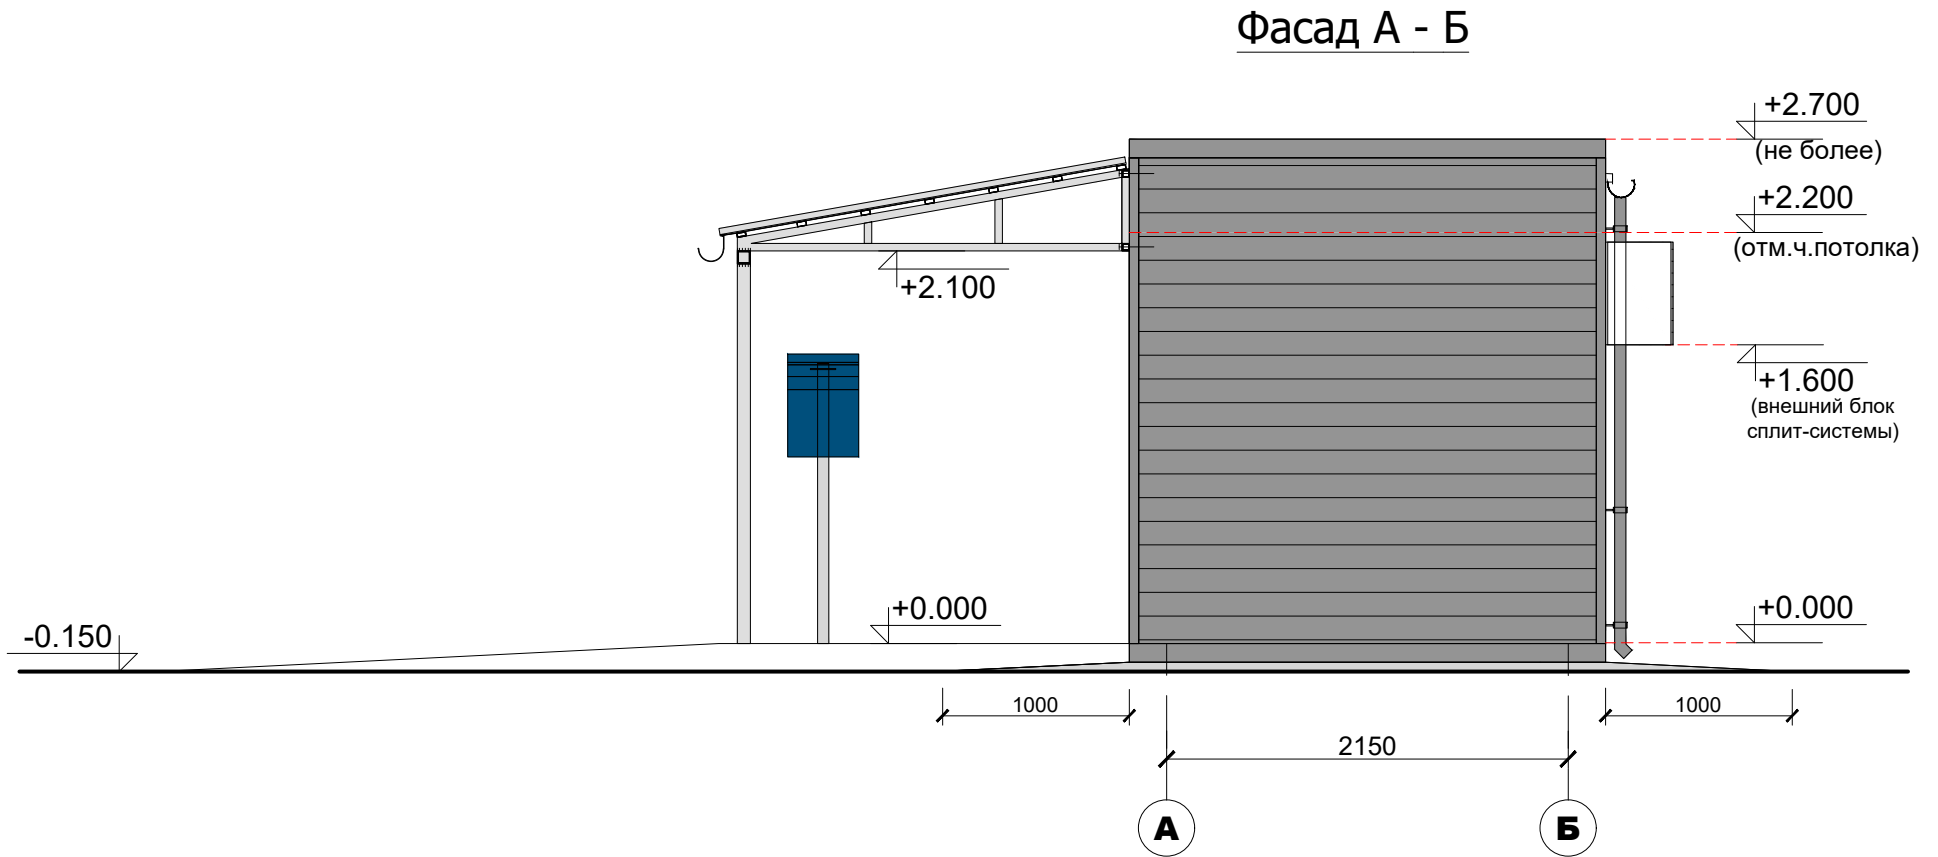 Фасад А - Б
+2.700
(не более)
+2.200
(отм.ч.потолка)
+2.100
+1.600
(внешний блок
сплит-системы)
+0.000
+0.000
-0.150
1000
1000
2150
А
Б